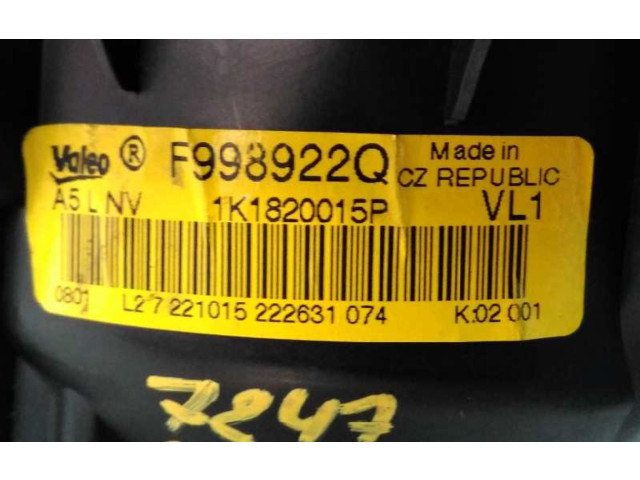 Valeo ® F998922Q Made in
CZ REPUBLIC
A5 L NV 1K1820015P VL1
0801 L2 7 221015 222631 074 K:02 001
7247